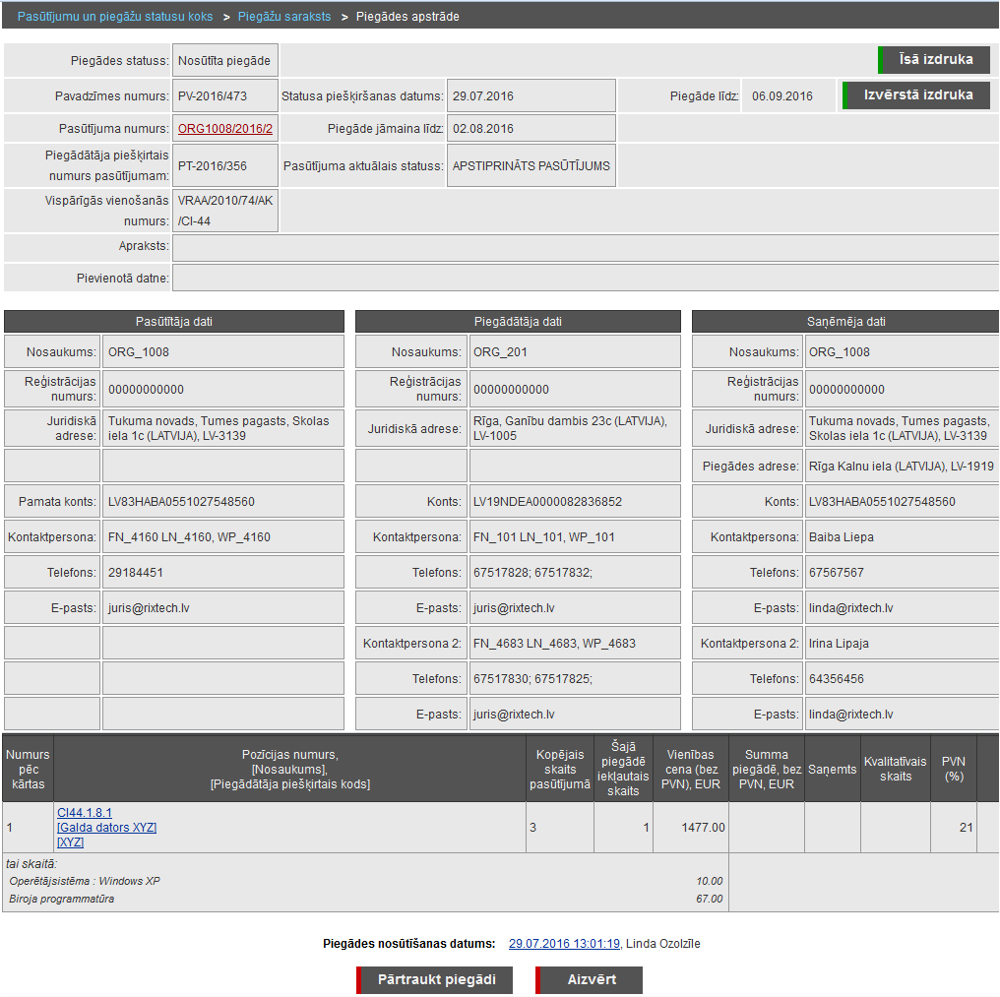 Pasūtījumu un piegāžu statusu koks > Piegāžu saraksts > Piegādes apstrāde
Piegādes statuss: Nosūtīta piegāde Īsā izdruka
Pavadzīmes numurs: PV-2016/473 Statusa piešķiršanas datums: 29.07.2016 Piegāde līdz: 06.09.2016 Izvērstā izdruka
Pasūtījuma numurs: ORG1008/2016/2 Piegāde jāmaina līdz: 02.08.2016
Piegādātāja piešķirtais
numurs pasūtījumam: PT-2016/356 Pasūtījuma aktuālais statuss: APSTIPRINĀTS PASŪTĪJUMS
Vispārīgās vienošanās VRAA/2010/74/AK
numurs: /CI-44
Apraksts:
Pievienotā datne:
Pasūtītāja dati Piegādātāja dati Saņēmēja dati
Nosaukums: ORG_1008 Nosaukums: ORG_201 Nosaukums: ORG_1008
Reģistrācijas Reģistrācijas Reģistrācijas
numurs: 00000000000 numurs: 00000000000 numurs: 00000000000
Juridiskā Tukuma novads, Tumes pagasts, Skolas Juridiskā adrese: Rīga, Ganību dambis 23c (LATVIJA), Juridiskā adrese: Tukuma novads, Tumes pagasts,
adrese: iela 1c (LATVIJA), LV-3139 LV-1005 Skolas iela 1c (LATVIJA), LV-3139
Piegādes adrese: Rīga Kalnu iela (LATVIJA), LV-1919
Pamata konts: LV83HABA0551027548560 Konts: LV19NDEA0000082836852 Konts: LV83HABA0551027548560
Kontaktpersona: FN_4160 LN_4160, WP_4160 Kontaktpersona: FN_101 LN_101, WP_101 Kontaktpersona: Baiba Liepa
Telefons: 29184451 Telefons: 67517828; 67517832; Telefons: 67567567
E-pasts: juris@rixtech.lv E-pasts: juris@rixtech.lv E-pasts: linda@rixtech.lv
Kontaktpersona 2: FN_4683 LN_4683, WP_4683 Kontaktpersona 2: Irina Lipaja
Telefons: 67517830; 67517825; Telefons: 64356456
E-pasts: juris@rixtech.lv E-pasts: linda@rixtech.lv
Numurs
pēc
kārtas
Pozīcijas numurs,
[Nosaukums],
[Piegādātāja piešķirtais kods]
Kopējais
skaits
pasūtījumā
Šajā
piegādē
iekļautais
skaits
Vienības
cena (bez
PVN), EUR
Summa
piegādē, bez
PVN, EUR
Saņemts
Kvalitatīvais
skaits
PVN
(%)
CI44.1.8.1
1 [Galda dators XYZ] 3 1 1477.00 21
[XYZ]
tai skaitā:
Operētājsistēma : Windows XP 10.00
Biroja programmatūra 67.00
Piegādes nosūtīšanas datums: 29.07.2016 13:01:19, Linda Ozolzīle
Pārtraukt piegādi Aizvērt